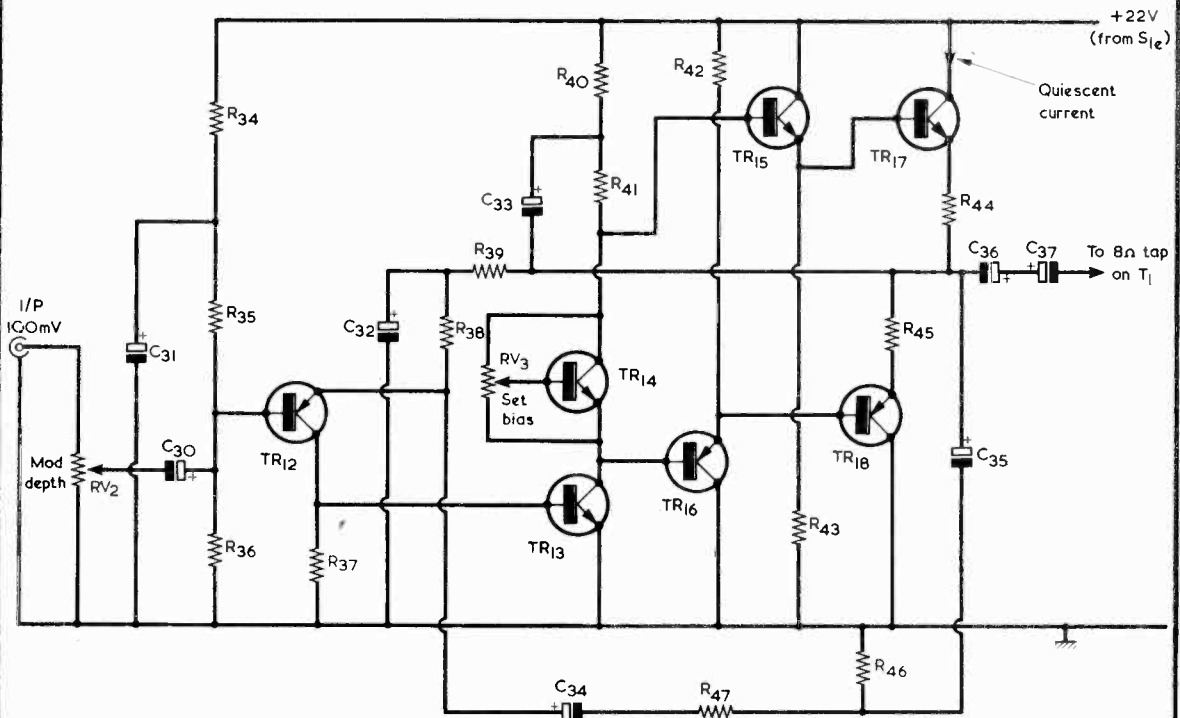 +22V
(from S1e)
R34
R40
R42
Quiescent
current
TR15
TR17
R41
C33
R44
R39
C36
C37
To 8Ω tap
on T1
I/P
100mV
R35
C31
C32
R38
RV3
Set
bias
TR14
R45
C30
TR12
Mod
depth
RV2
TR16
TR18
C35
R36
R37
TR13
R43
R46
C34
R47
+
+
+
+
+
+
+
+